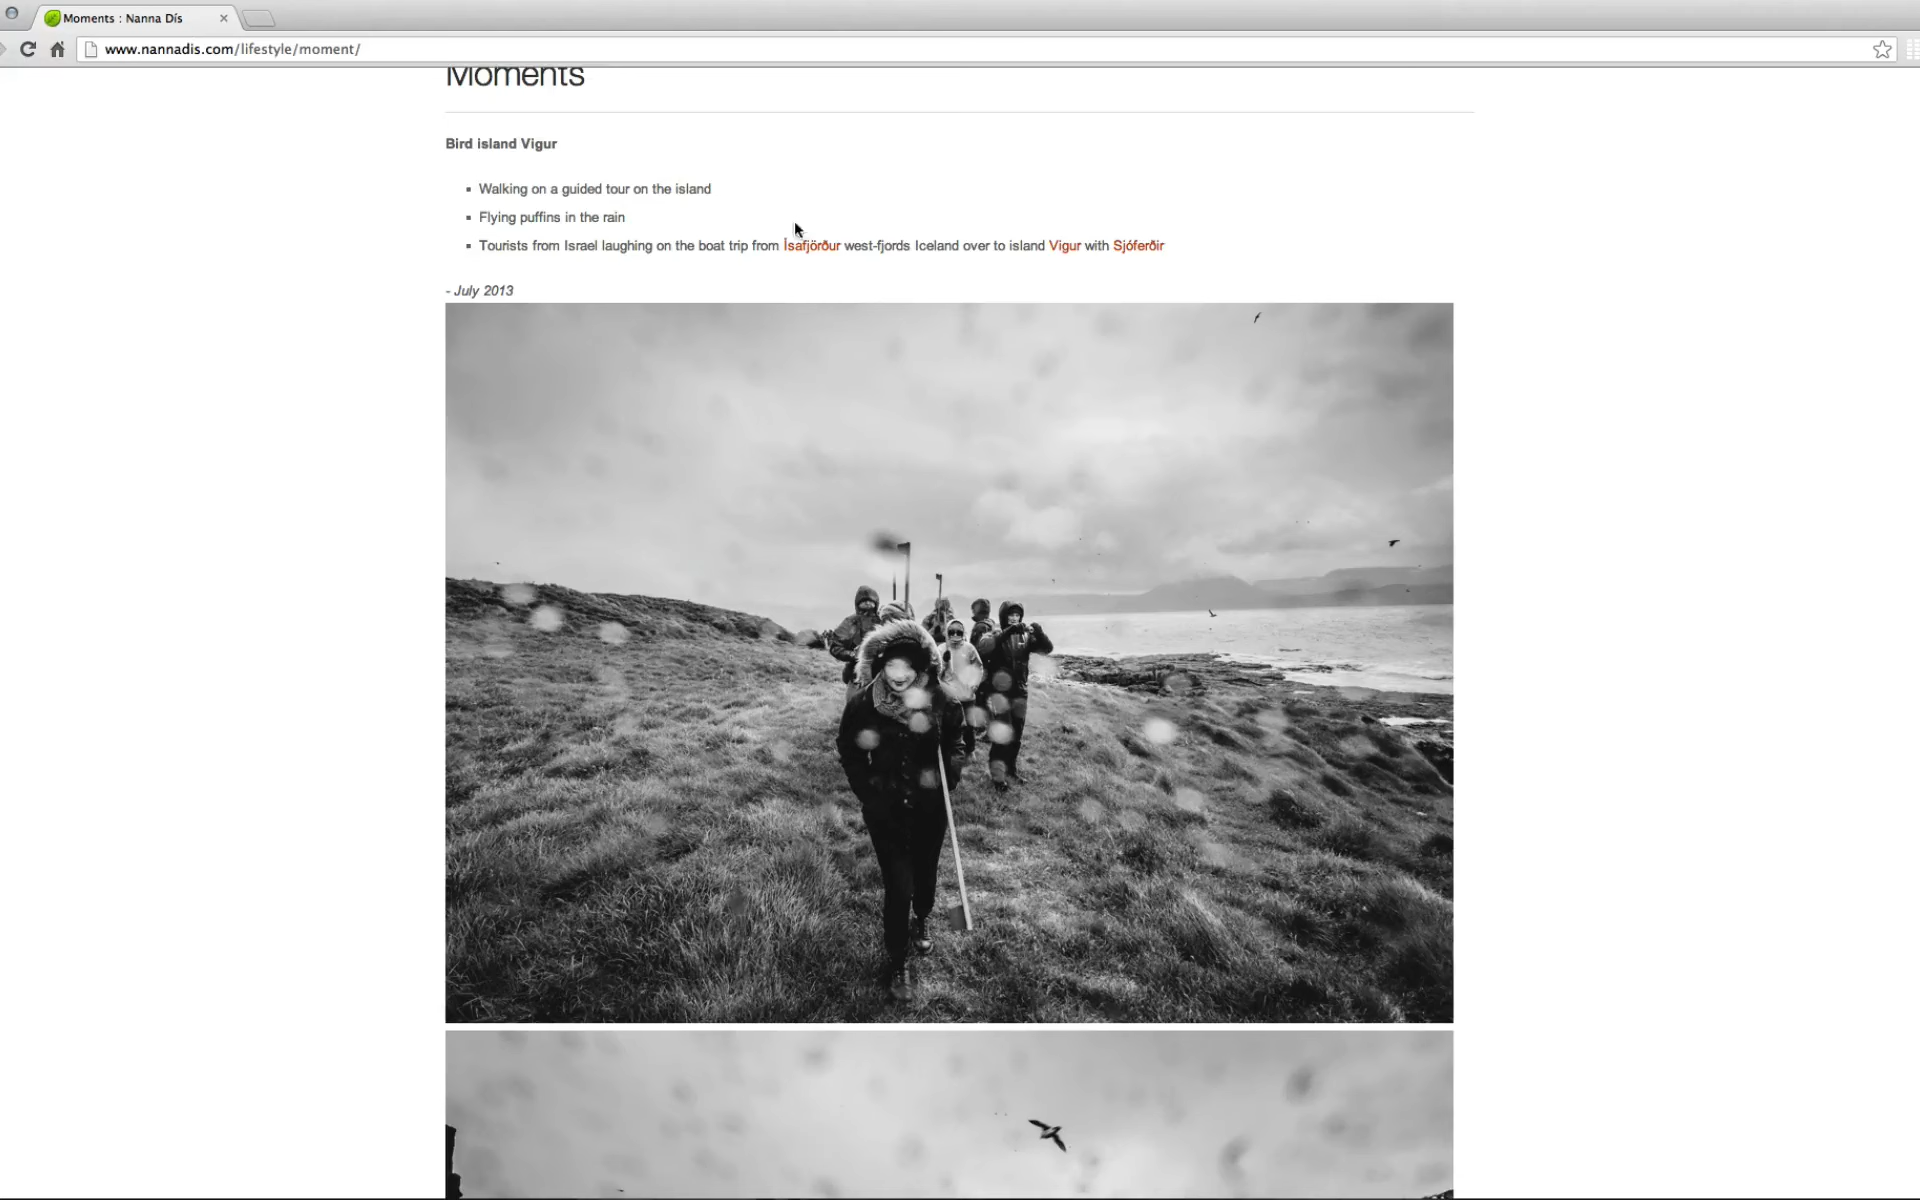 Moments : Nanna Dís
www.nannadis.com/lifestyle/moment/
Moments
Bird island Vigur
Walking on a guided tour on the island
Flying puffins in the rain
Tourists from Israel laughing on the boat trip from Ísafjörður west-fjords Iceland over to island Vigur with Sjóferðir
- July 2013